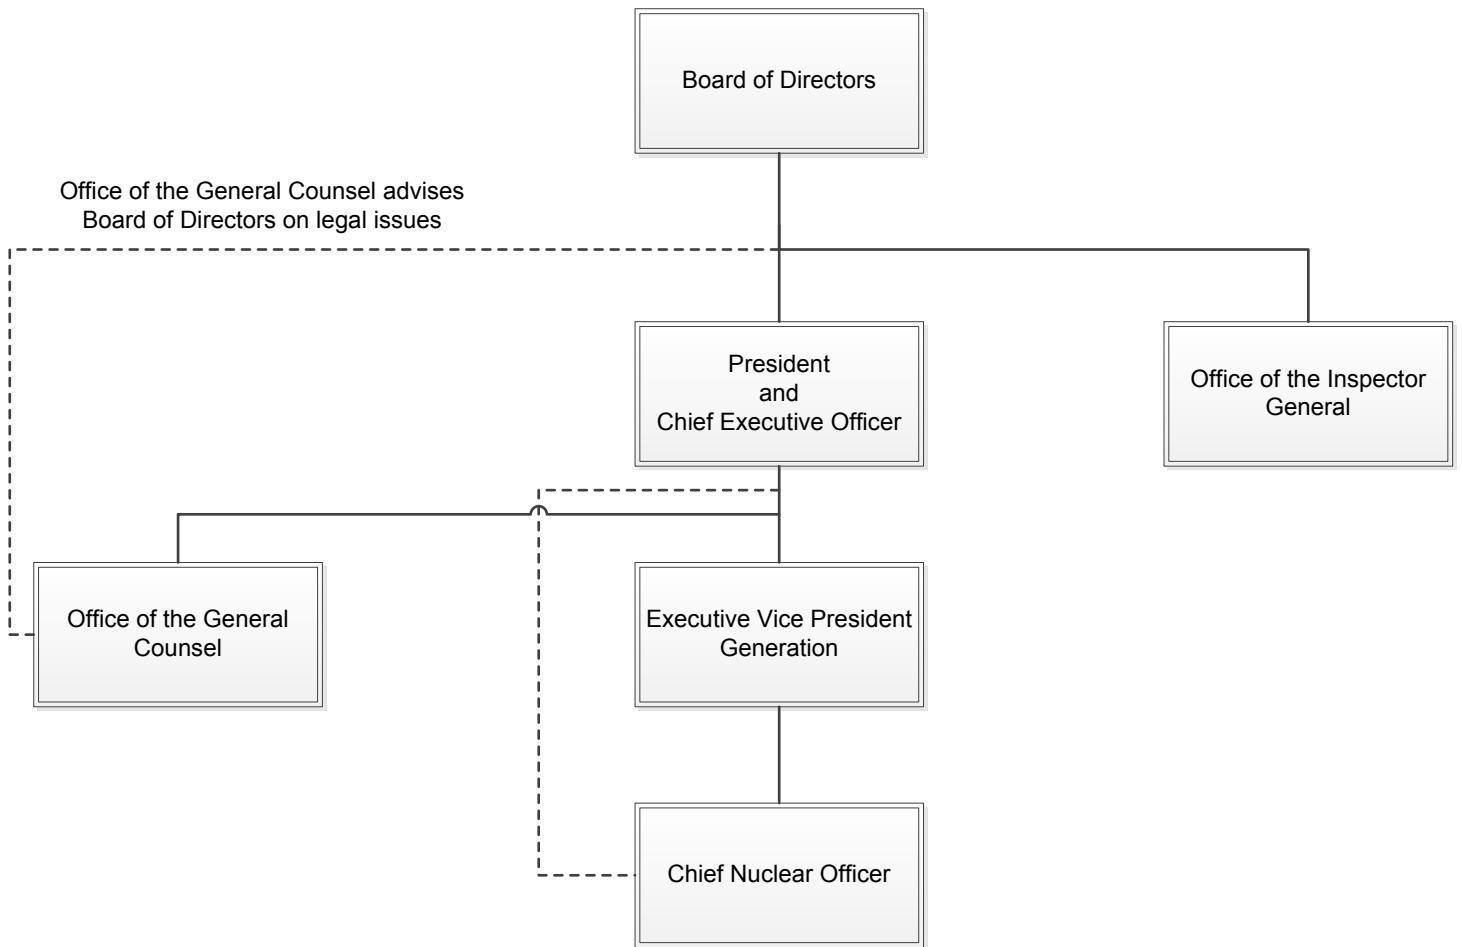 Board of Directors
Office of the General Counsel advises
Board of Directors on legal issues
President
and
Chief Executive Officer
Office of the Inspector
General
Office of the General
Counsel
Executive Vice President
Generation
Chief Nuclear Officer